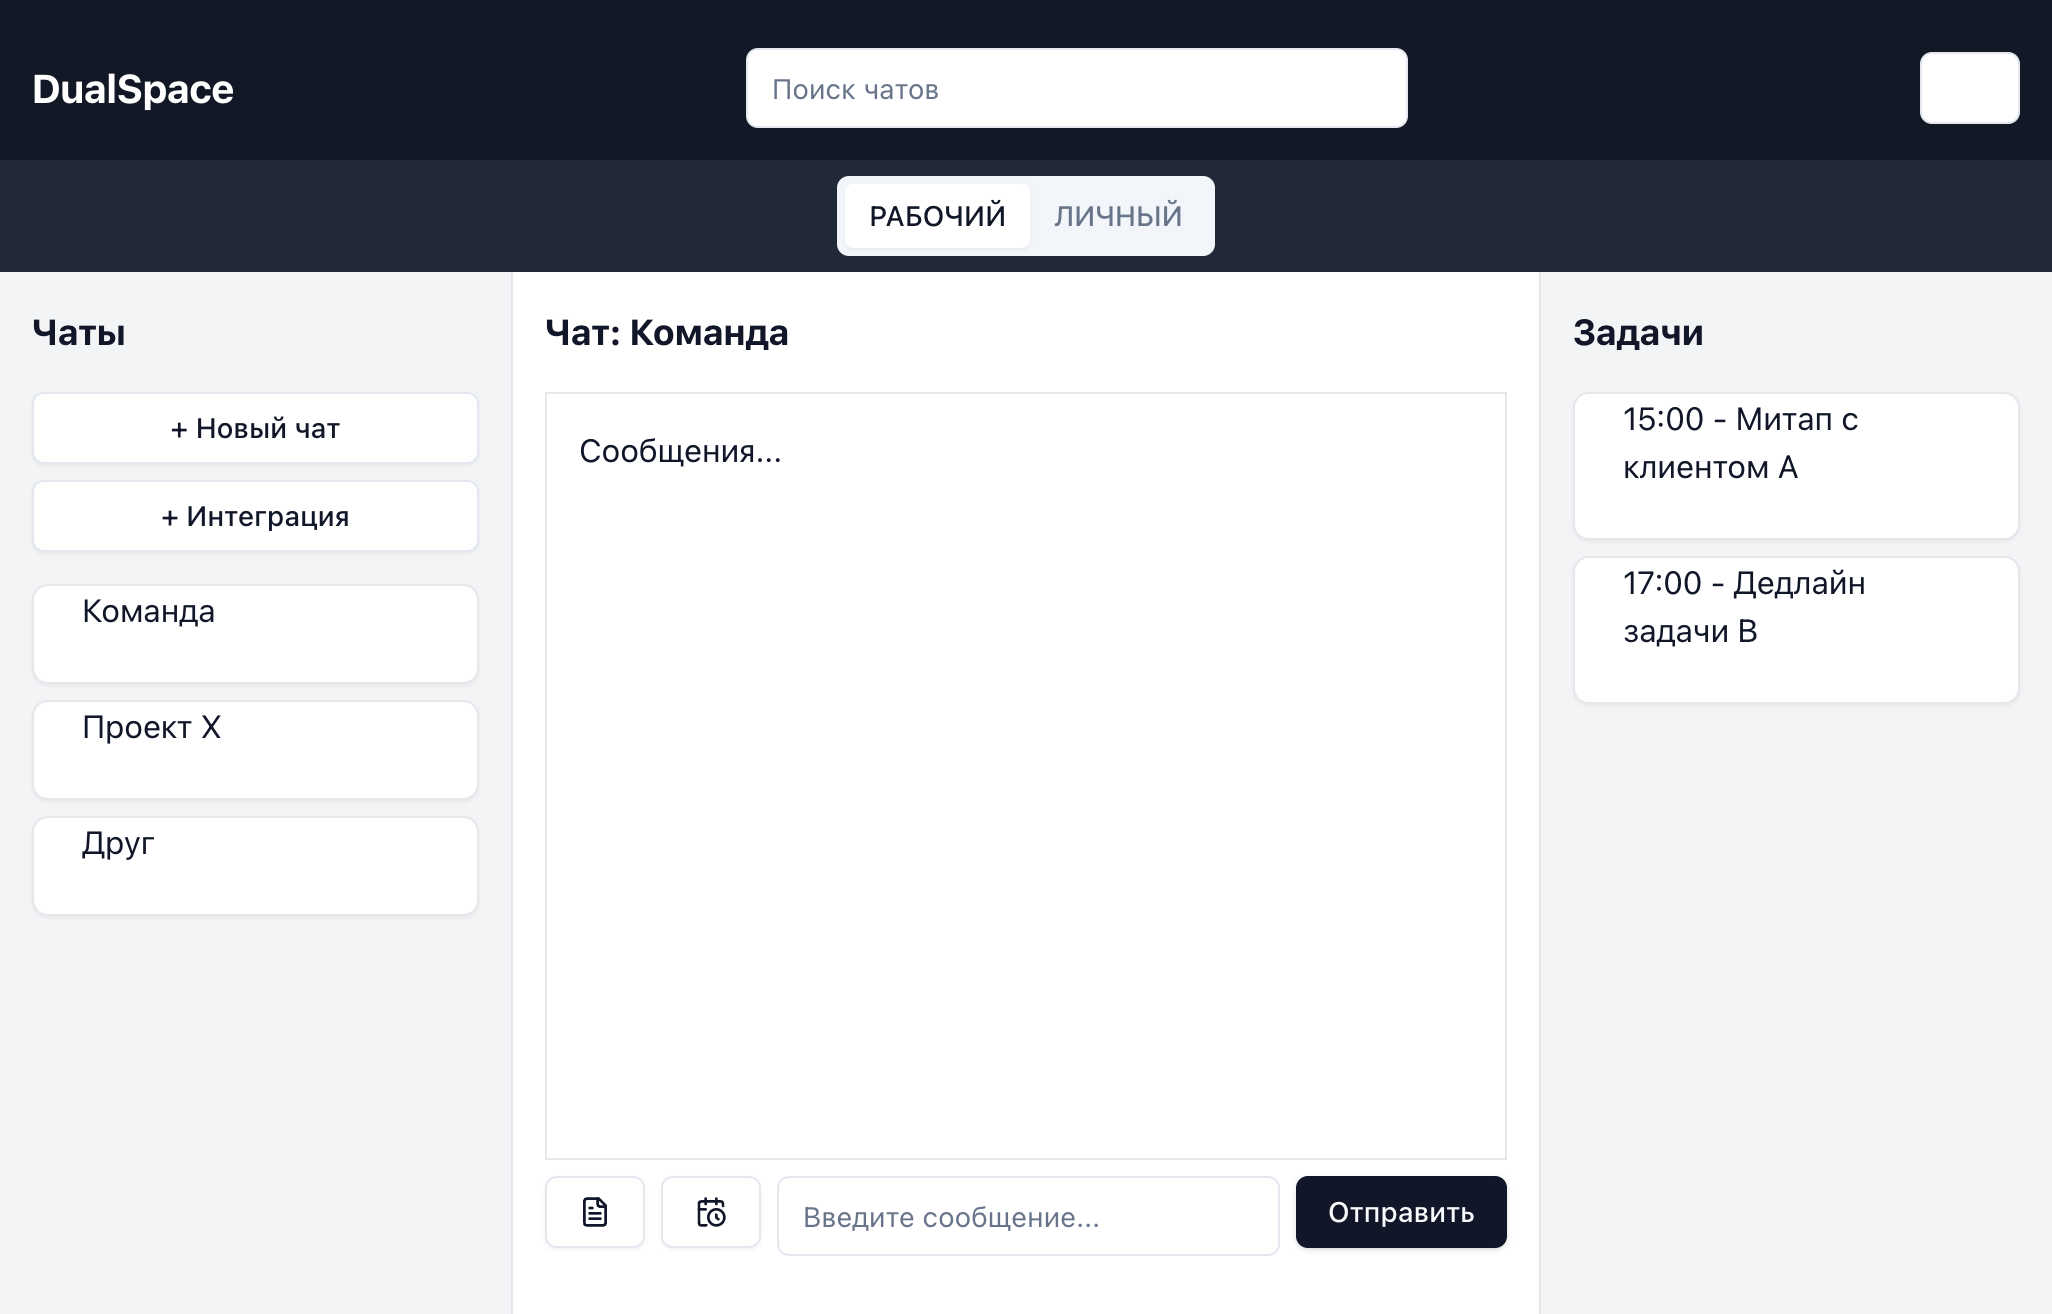 DualSpace
Поиск чатов
РАБОЧИЙ
ЛИЧНЫЙ
Чаты
+ Новый чат
+ Интеграция
Команда
Проект X
Друг
Чат: Команда
Сообщения...
Введите сообщение...
Отправить
Задачи
15:00 - Митап с
клиентом А
17:00 - Дедлайн
задачи В